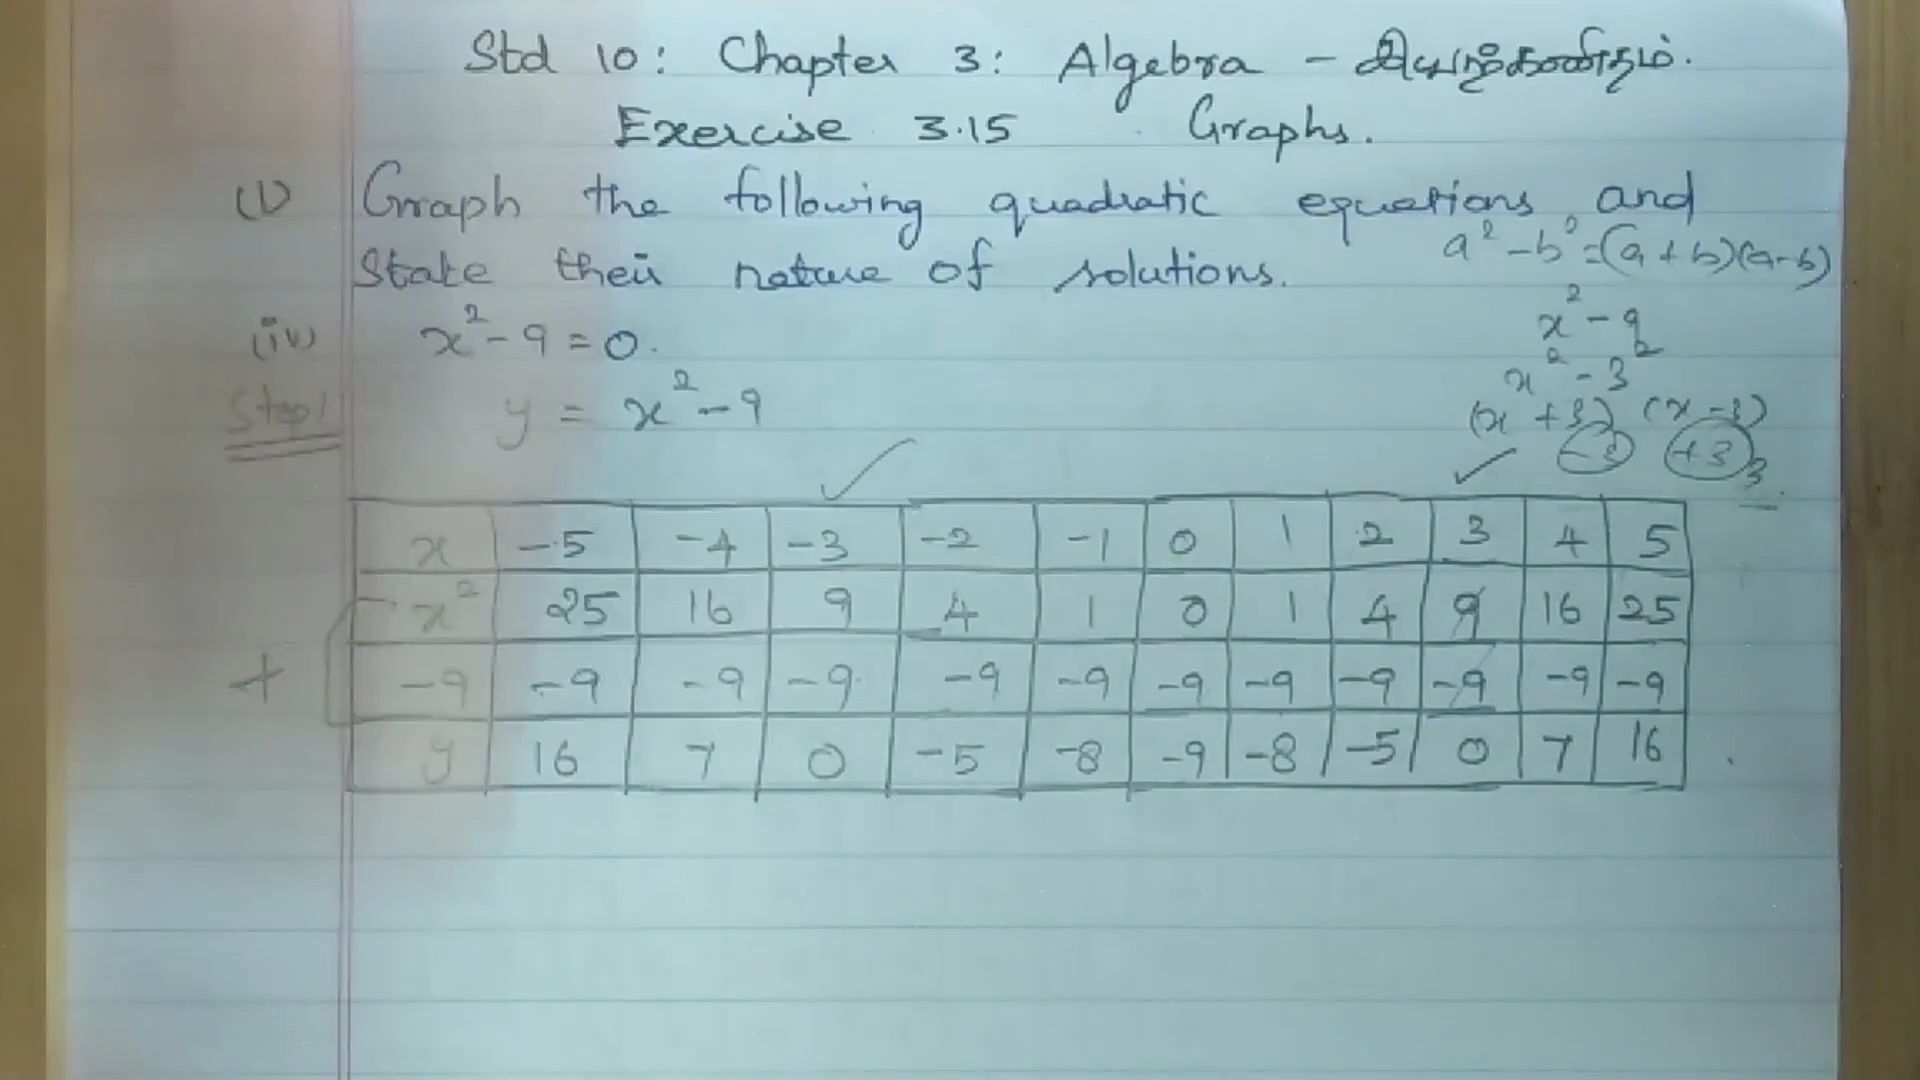 Std 10: Chapter 3: Algebra - இயற்கணிதம்.
Exercise 3.15 Graphs.
(1) Graph the following quadratic equations and
State their nature of solutions.
a² - b² = (a + b)(a - b)
(iv) x² - 9 = 0.
x² - 9
x² - 3²
Step 1
y = x² - 9
(x + 3) (x - 3)
-3 +3, 3
x -5 -4 -3 -2 -1 0 1 2 3 4 5
x² 25 16 9 4 1 0 1 4 9 16 25
+ -9 -9 -9 -9 -9 -9 -9 -9 -9 -9 -9 -9
y 16 7 0 -5 -8 -9 -8 -5 0 7 16